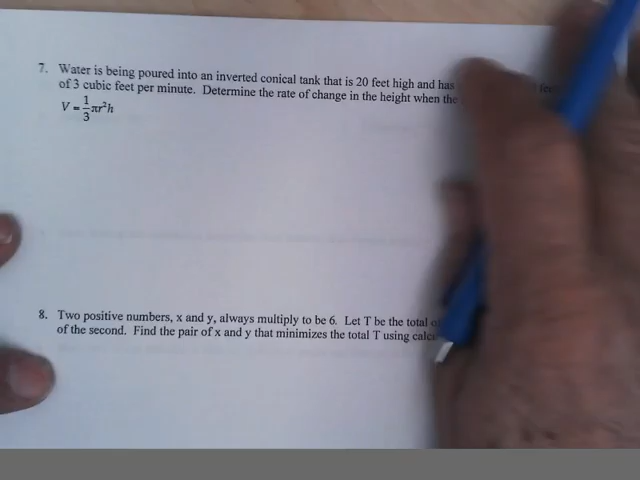 7. Water is being poured into an inverted conical tank that is 20 feet high and has
of 3 cubic feet per minute. Determine the rate of change in the height when the
V = 1/3 πr²h
8. Two positive numbers, x and y, always multiply to be 6. Let T be the total
of the second. Find the pair of x and y that minimizes the total T using